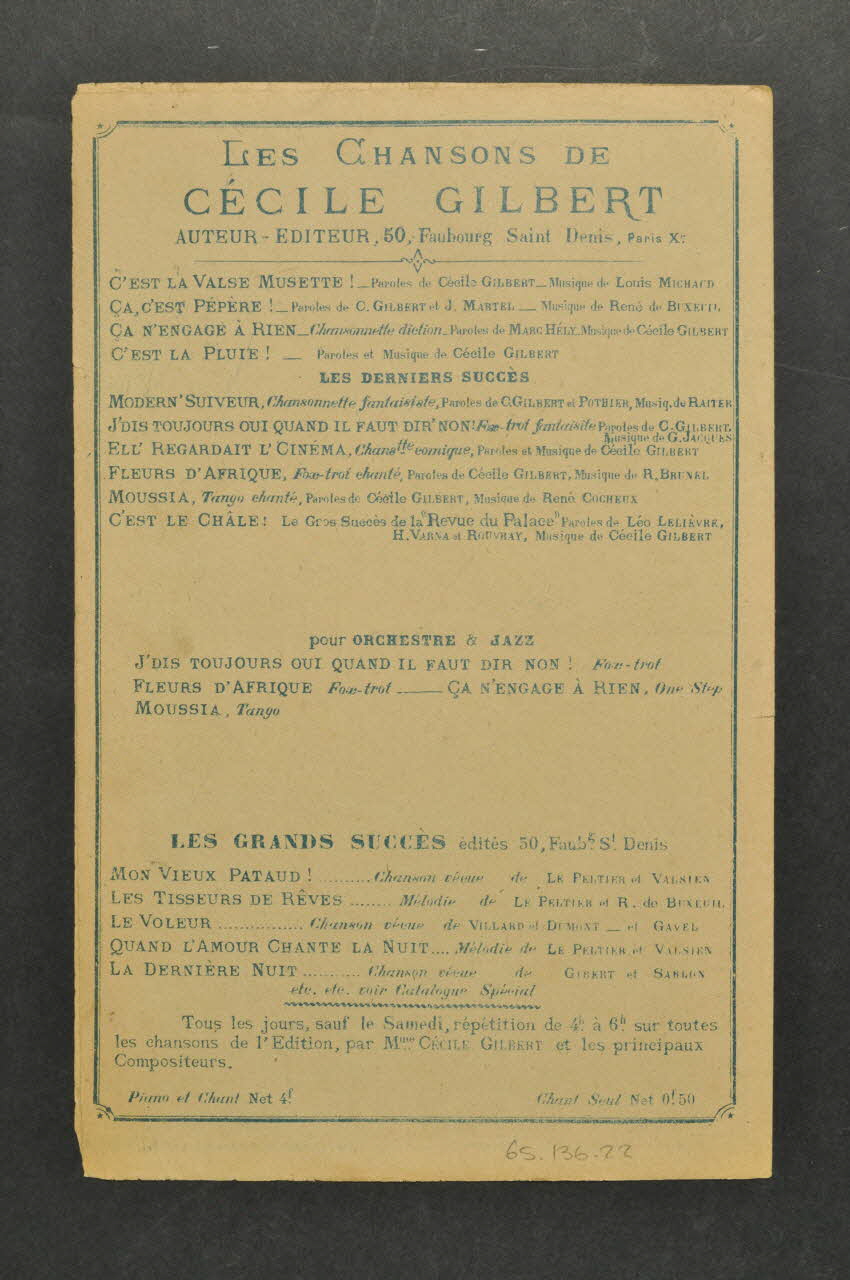 LES CHANSONS DE
CÉCILE GILBERT
AUTEUR-EDITEUR, 50, Faubourg Saint Denis, Paris Xe
C'EST LA VALSE MUSETTE ! — Paroles de Cécile GILBERT — Musique de Louis MICHAUD
ÇA, C'EST PÉPÈRE ! — Paroles de C. GILBERT et J. MARTEL — Musique de René de BUXEUIL
ÇA N'ENGAGE À RIEN — Chansonnette diction - Paroles de MARC HÉLY - Musique de Cécile GILBERT
C'EST LA PLUIE ! — Paroles et Musique de Cécile GILBERT
LES DERNIERS SUCCÈS
MODERN' SUIVEUR, Chansonnette fantaisiste, Paroles de C. GILBERT et POTHIER, Musiq. de RAITER
J'DIS TOUJOURS OUI QUAND IL FAUT DIR' NON ! Fox-trot fantaisite Paroles de C. GILBERT.
Musique de G. JACQUES
ELL' REGARDAIT L'CINÉMA, Chanstte comique, Paroles et Musique de Cécile GILBERT
FLEURS D'AFRIQUE, Fox-trot chanté, Paroles de Cécile GILBERT, Musique de R. BRUNEL
MOUSSIA, Tango chanté, Paroles de Cécile GILBERT, Musique de René COCHEUX
C'EST LE CHÂLE ! Le Gros Succès de la "Revue du Palace" Paroles de Léo LELIÈVRE,
H. VARNA et ROUVRAY, Musique de Cécile GILBERT
pour ORCHESTRE & JAZZ
J'DIS TOUJOURS OUI QUAND IL FAUT DIR NON ! Fox-trot
FLEURS D'AFRIQUE Fox-trot — ÇA N'ENGAGE À RIEN, One Step
MOUSSIA, Tango
LES GRANDS SUCCÈS édités 50, Faubg St Denis
MON VIEUX PATAUD ! .......... Chanson vécue de LE PELTIER et VALSIEN
LES TISSEURS DE RÊVES ........ Mélodie de LE PELTIER et R. de BUXEUIL
LE VOLEUR ................ Chanson vécue de VILLARD et DUMONT — et GAVEL
QUAND L'AMOUR CHANTE LA NUIT .... Mélodie de LE PELTIER et VALSIEN
LA DERNIÈRE NUIT ........... Chanson vécue de GIBERT et SABLON
etc. etc. voir Catalogue Spécial
Tous les jours, sauf le Samedi, répétition de 4h à 6h sur toutes
les chansons de l'Edition, par Mme CÉCILE GILBERT et les principaux
Compositeurs.
Piano et Chant Net 4f. Chant Seul Net 0f.50
65.136.22